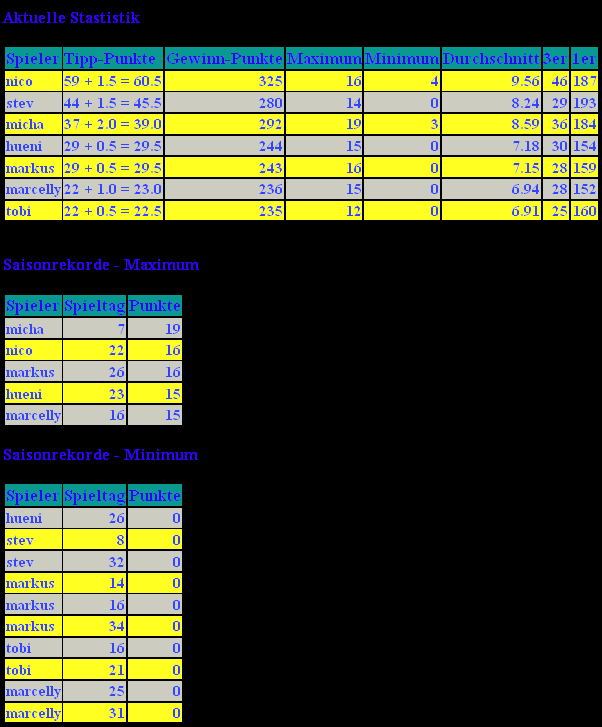 Aktuelle Stastistik
Spieler Tipp-Punkte Gewinn-Punkte Maximum Minimum Durchschnitt 3er 1er
nico 59 + 1.5 = 60.5 325 16 4 9.56 46 187
stev 44 + 1.5 = 45.5 280 14 0 8.24 29 193
micha 37 + 2.0 = 39.0 292 19 3 8.59 36 184
hueni 29 + 0.5 = 29.5 244 15 0 7.18 30 154
markus 29 + 0.5 = 29.5 243 16 0 7.15 28 159
marcelly 22 + 1.0 = 23.0 236 15 0 6.94 28 152
tobi 22 + 0.5 = 22.5 235 12 0 6.91 25 160
Saisonrekorde - Maximum
Spieler Spieltag Punkte
micha 7 19
nico 22 16
markus 26 16
hueni 23 15
marcelly 16 15
Saisonrekorde - Minimum
Spieler Spieltag Punkte
hueni 26 0
stev 8 0
stev 32 0
markus 14 0
markus 16 0
markus 34 0
tobi 16 0
tobi 21 0
marcelly 25 0
marcelly 31 0